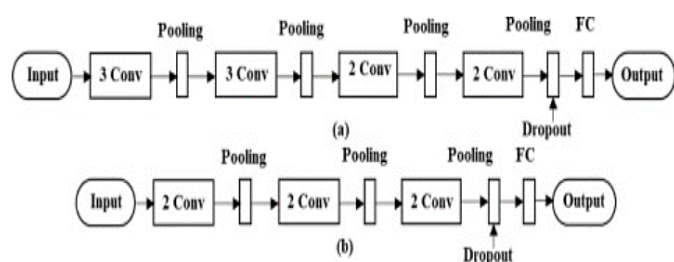 Pooling Pooling Pooling Pooling FC
Input 3 Conv 3 Conv 2 Conv 2 Conv Output
Dropout
(a)
Pooling Pooling Pooling FC
Input 2 Conv 2 Conv 2 Conv Output
(b)
Dropout